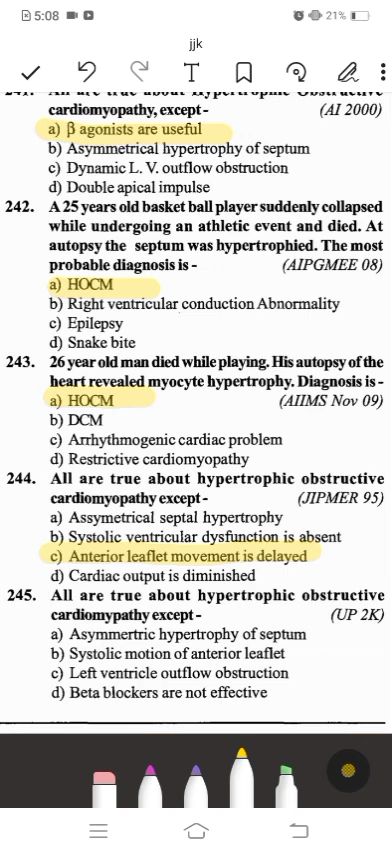 5:08
21%
jjk
T
241. All are true about Hypertrophic Obstructive
cardiomyopathy, except - (AI 2000)
a) β agonists are useful
b) Asymmetrical hypertrophy of septum
c) Dynamic L. V. outflow obstruction
d) Double apical impulse
242. A 25 years old basket ball player suddenly collapsed
while undergoing an athletic event and died. At
autopsy the septum was hypertrophied. The most
probable diagnosis is - (AIPGMEE 08)
a) HOCM
b) Right ventricular conduction Abnormality
c) Epilepsy
d) Snake bite
243. 26 year old man died while playing. His autopsy of the
heart revealed myocyte hypertrophy. Diagnosis is -
a) HOCM (AIIMS Nov 09)
b) DCM
c) Arrhythmogenic cardiac problem
d) Restrictive cardiomyopathy
244. All are true about hypertrophic obstructive
cardiomyopathy except - (JIPMER 95)
a) Assymetrical septal hypertrophy
b) Systolic ventricular dysfunction is absent
c) Anterior leaflet movement is delayed
d) Cardiac output is diminished
245. All are true about hypertrophic obstructive
cardiomypathy except - (UP 2K)
a) Asymmertric hypertrophy of septum
b) Systolic motion of anterior leaflet
c) Left ventricle outflow obstruction
d) Beta blockers are not effective